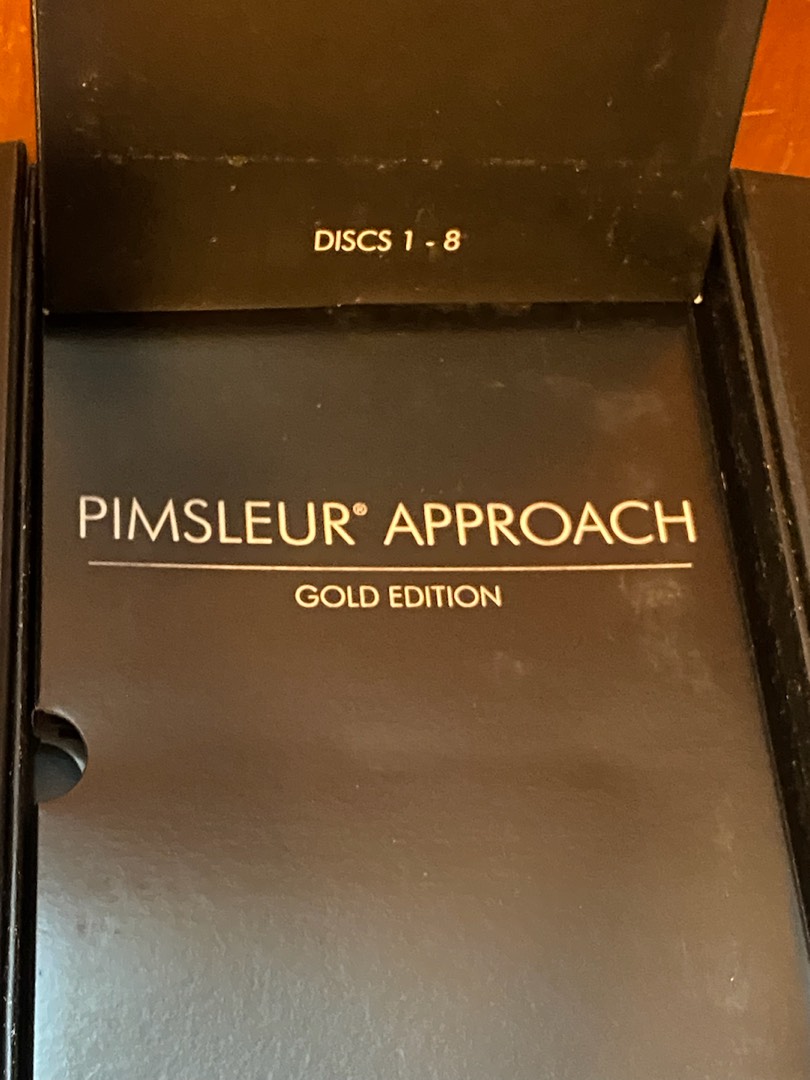 DISCS 1 - 8
PIMSLEUR® APPROACH
GOLD EDITION